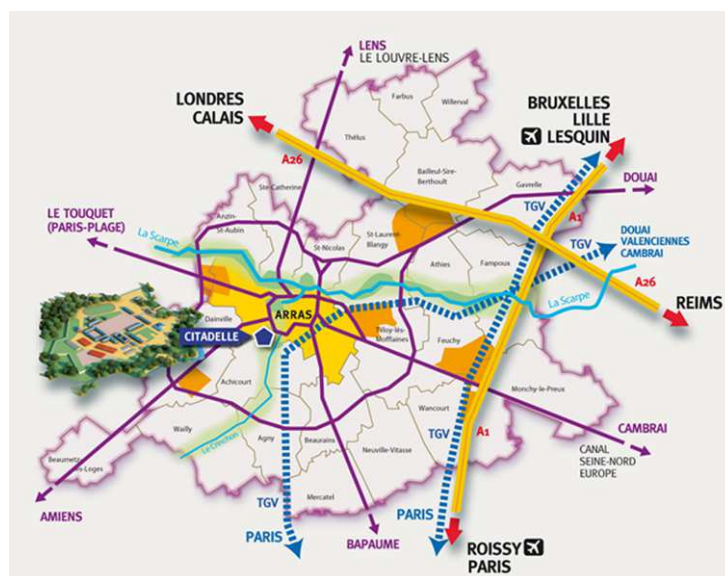 LENS
LE LOUVRE-LENS
Farbus
Willerval
Thélus
LONDRES
CALAIS
BRUXELLES
LILLE
LESQUIN
A26
Bailleul-Sire-
Berthoult
Gavrelle
DOUAI
TGV
A1
Ste-Catherine
Anzin-
St-Aubin
LE TOUQUET
(PARIS-PLAGE)
La Scarpe
St-Nicolas
St-Laurent-
Blangy
Athies
Fampoux
TGV
DOUAI
VALENCIENNES
CAMBRAI
A26
La Scarpe
REIMS
Dainville
ARRAS
CITADELLE
Tilloy-lès-
Mofflaines
Feuchy
Achicourt
Monchy-le-Preux
Wancourt
Wailly
Le Crinchon
Agny
Beaurains
Neuville-Vitasse
TGV
A1
CAMBRAI
CANAL
SEINE-NORD
EUROPE
Beaumetz-
les-Loges
Mercatel
TGV
AMIENS
PARIS
BAPAUME
PARIS
ROISSY
PARIS